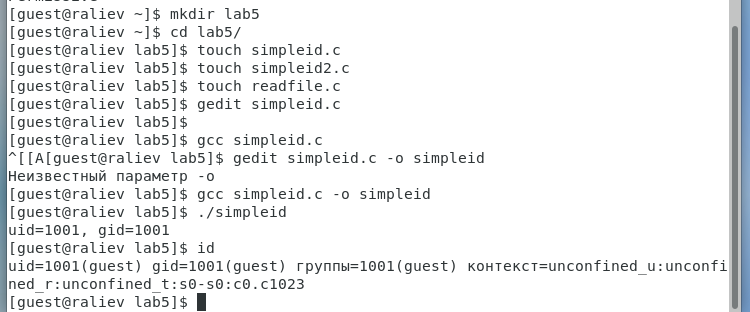 [guest@raliev ~]$ mkdir lab5
[guest@raliev ~]$ cd lab5/
[guest@raliev lab5]$ touch simpleid.c
[guest@raliev lab5]$ touch simpleid2.c
[guest@raliev lab5]$ touch readfile.c
[guest@raliev lab5]$ gedit simpleid.c
[guest@raliev lab5]$
[guest@raliev lab5]$ gcc simpleid.c
^[[A[guest@raliev lab5]$ gedit simpleid.c -o simpleid
Неизвестный параметр -o
[guest@raliev lab5]$ gcc simpleid.c -o simpleid
[guest@raliev lab5]$ ./simpleid
uid=1001, gid=1001
[guest@raliev lab5]$ id
uid=1001(guest) gid=1001(guest) группы=1001(guest) контекст=unconfined_u:unconfi
ned_r:unconfined_t:s0-s0:c0.c1023
[guest@raliev lab5]$